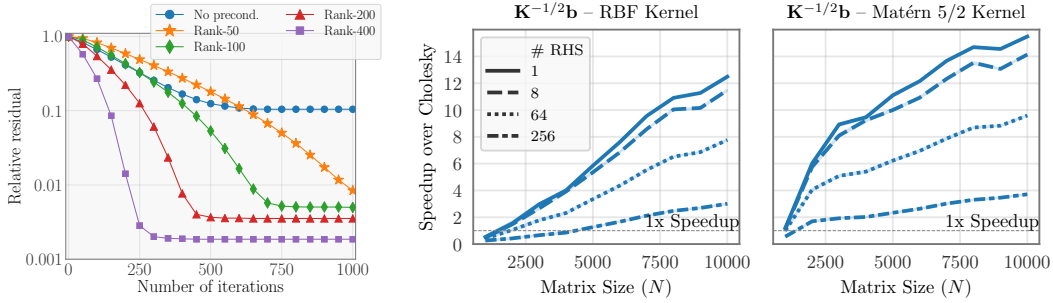 No precond.
Rank-50
Rank-100
Rank-200
Rank-400
Relative residual
1.0
0.1
0.01
0.001
0
250
500
750
1000
Number of iterations
K^{-1/2}b – RBF Kernel
Speedup over Cholesky
14
12
10
8
6
4
2
0
# RHS
1
8
64
256
1x Speedup
2500
5000
7500
10000
Matrix Size (N)
K^{-1/2}b – Matérn 5/2 Kernel
1x Speedup
2500
5000
7500
10000
Matrix Size (N)